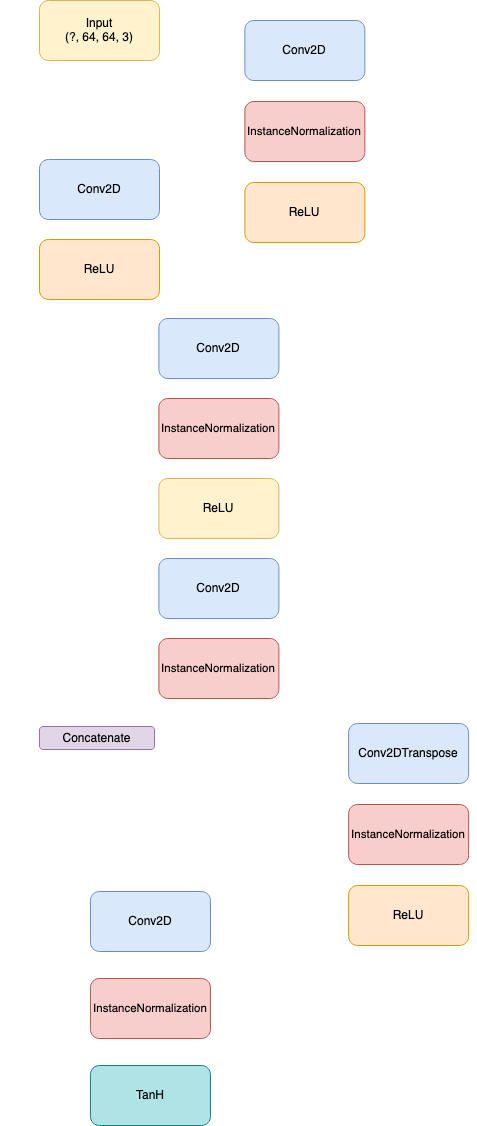 Input
(?, 64, 64, 3)
Conv2D
InstanceNormalization
ReLU
Conv2D
ReLU
Conv2D
InstanceNormalization
ReLU
Conv2D
InstanceNormalization
Concatenate
Conv2DTranspose
InstanceNormalization
ReLU
Conv2D
InstanceNormalization
TanH